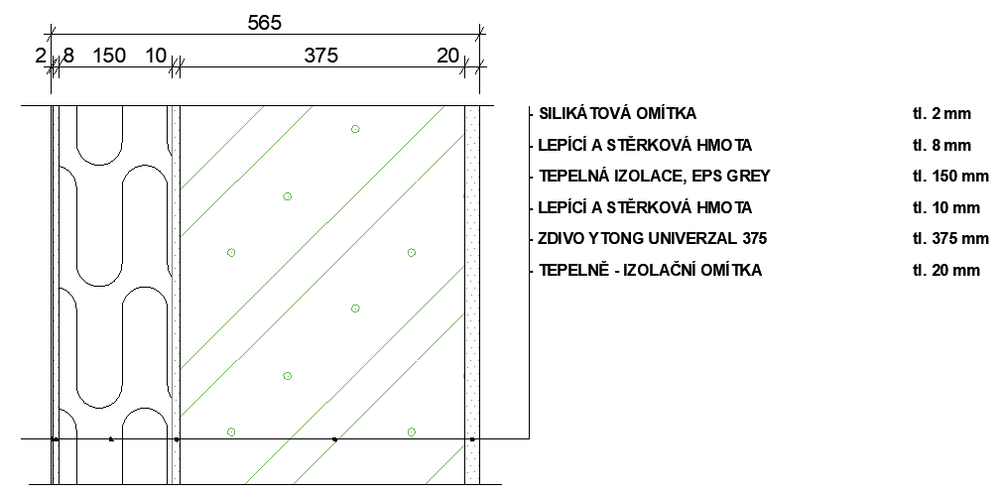 565
2 8 150 10 375 20
SILIKÁTOVÁ OMÍTKA tl. 2 mm
LEPÍCÍ A STĚRKOVÁ HMOTA tl. 8 mm
TEPELNÁ IZOLACE, EPS GREY tl. 150 mm
LEPÍCÍ A STĚRKOVÁ HMOTA tl. 10 mm
ZDIVO YTONG UNIVERZAL 375 tl. 375 mm
TEPELNĚ - IZOLAČNÍ OMÍTKA tl. 20 mm